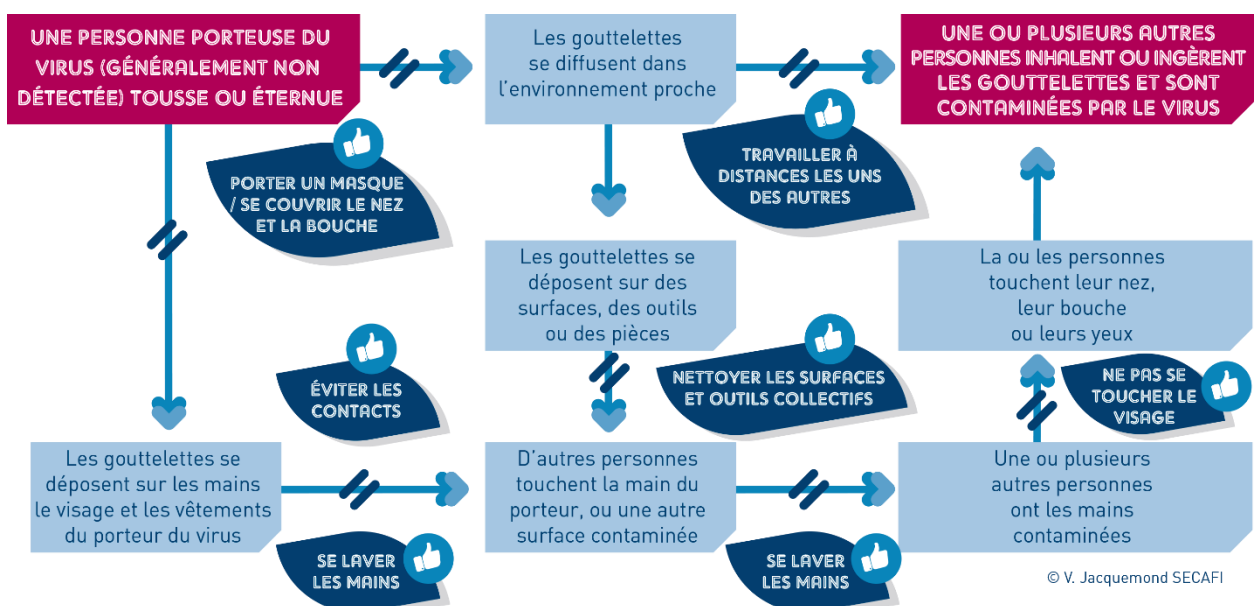 UNE PERSONNE PORTEUSE DU
VIRUS (GÉNÉRALEMENT NON
DÉTECTÉE) TOUSSE OU ÉTERNUE
Les gouttelettes
se diffusent dans
l'environnement proche
UNE OU PLUSIEURS AUTRES
PERSONNES INHALENT OU INGÈRENT
LES GOUTTELETTES ET SONT
CONTAMINÉES PAR LE VIRUS
PORTER UN MASQUE
/ SE COUVRIR LE NEZ
ET LA BOUCHE
TRAVAILLER À
DISTANCES LES UNS
DES AUTRES
Les gouttelettes se
déposent sur des
surfaces, des outils
ou des pièces
La ou les personnes
touchent leur nez,
leur bouche
ou leurs yeux
ÉVITER LES
CONTACTS
NETTOYER LES SURFACES
ET OUTILS COLLECTIFS
NE PAS SE
TOUCHER LE
VISAGE
Les gouttelettes se
déposent sur les mains
le visage et les vêtements
du porteur du virus
D'autres personnes
touchent la main du
porteur, ou une autre
surface contaminée
Une ou plusieurs
autres personnes
ont les mains
contaminées
SE LAVER
LES MAINS
SE LAVER
LES MAINS
© V. Jacquemond SECAFI